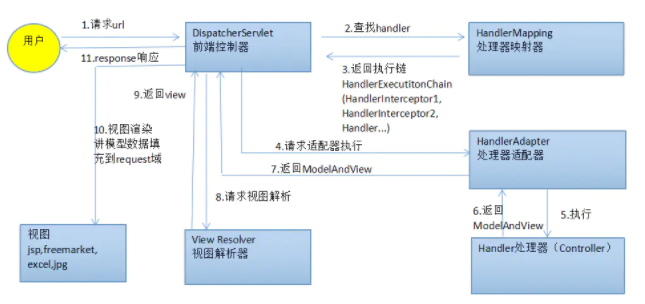 用户
1.请求url
11.response响应
DispatcherServlet
前端控制器
2.查找handler
HandlerMapping
处理器映射器
3.返回执行链
HandlerExecutitonChain
(HandlerInterceptor1,
HandlerInterceptor2,
Handler...)
9.返回view
10.视图渲染
讲模型数据填
充到request域
4.请求适配器执行
7.返回ModelAndView
HandlerAdapter
处理器适配器
8.请求视图解析
6.返回
ModelAndView
5.执行
视图
jsp,freemarket,
excel,jpg
View Resolver
视图解析器
Handler处理器（Controller）